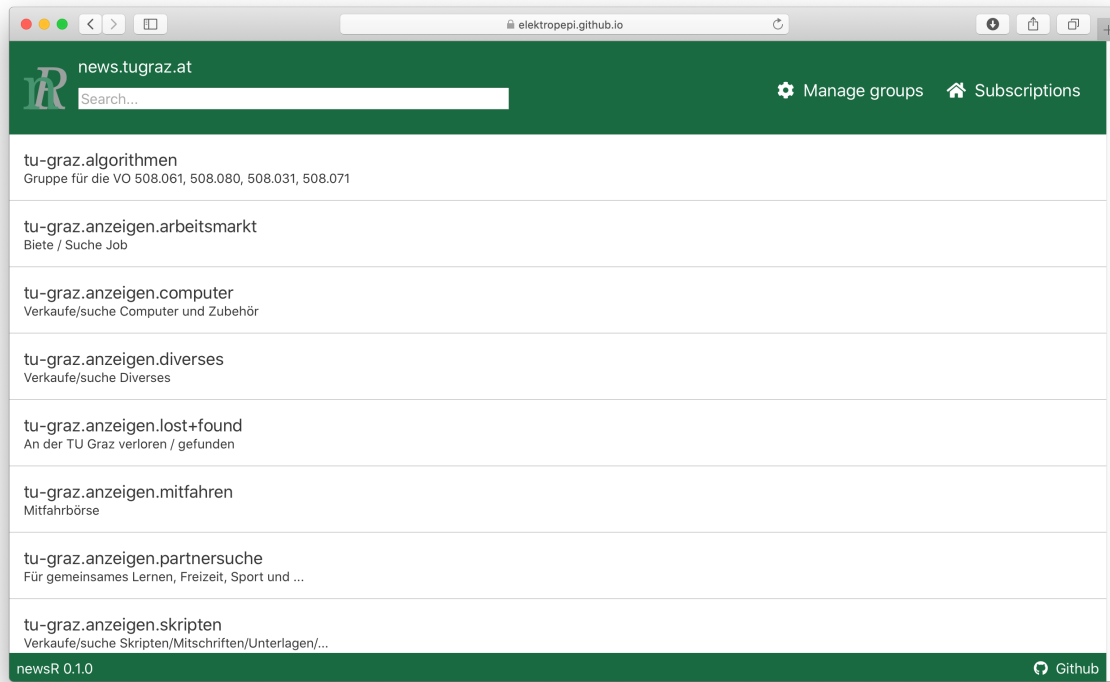 elektropepi.github.io
nR
news.tugraz.at
Search...
Manage groups
Subscriptions
tu-graz.algorithmen
Gruppe für die VO 508.061, 508.080, 508.031, 508.071
tu-graz.anzeigen.arbeitsmarkt
Biete / Suche Job
tu-graz.anzeigen.computer
Verkaufe/suche Computer und Zubehör
tu-graz.anzeigen.diverses
Verkaufe/suche Diverses
tu-graz.anzeigen.lost+found
An der TU Graz verloren / gefunden
tu-graz.anzeigen.mitfahren
Mitfahrbörse
tu-graz.anzeigen.partnersuche
Für gemeinsames Lernen, Freizeit, Sport und ...
tu-graz.anzeigen.skripten
Verkaufe/suche Skripten/Mitschriften/Unterlagen/...
newsR 0.1.0
Github